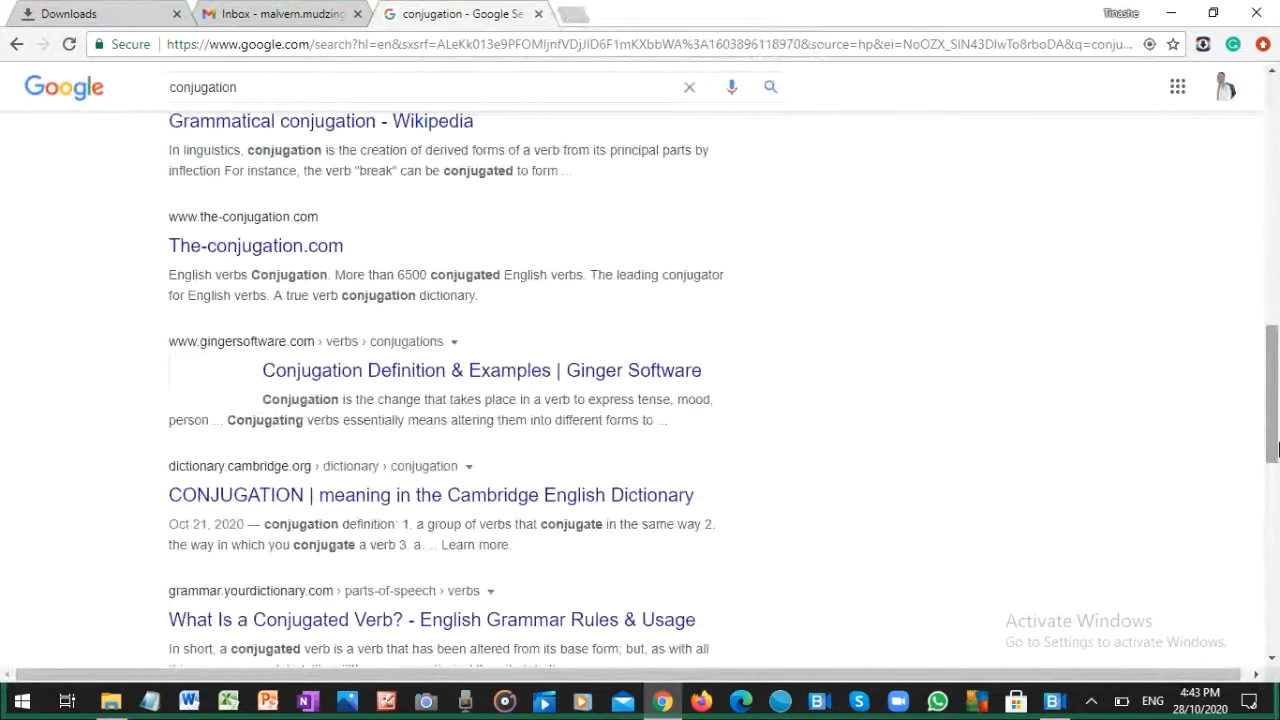 Downloads
Inbox - malvern.mudzing
conjugation - Google Se
Tinashe
Secure
https://www.google.com/search?hl=en&sxsrf=ALeKk013e9PFOMIjnfVDjJID6F1mKXbbWA%3A1603896118970&source=hp&ei=NoOZX_SIN43DlwTo8rboDA&q=conju...
Google
conjugation
Grammatical conjugation - Wikipedia
In linguistics, conjugation is the creation of derived forms of a verb from its principal parts by
inflection For instance, the verb "break" can be conjugated to form ...
www.the-conjugation.com
The-conjugation.com
English verbs Conjugation. More than 6500 conjugated English verbs. The leading conjugator
for English verbs. A true verb conjugation dictionary.
www.gingersoftware.com › verbs › conjugations
Conjugation Definition & Examples | Ginger Software
Conjugation is the change that takes place in a verb to express tense, mood,
person ... Conjugating verbs essentially means altering them into different forms to ...
dictionary.cambridge.org › dictionary › conjugation
CONJUGATION | meaning in the Cambridge English Dictionary
Oct 21, 2020 — conjugation definition: 1. a group of verbs that conjugate in the same way 2.
the way in which you conjugate a verb 3. a... Learn more.
grammar.yourdictionary.com › parts-of-speech › verbs
What Is a Conjugated Verb? - English Grammar Rules & Usage
In short, a conjugated verb is a verb that has been altered from its base form; but, as with all
Activate Windows
Go to Settings to activate Windows.
ENG
4:43 PM
28/10/2020